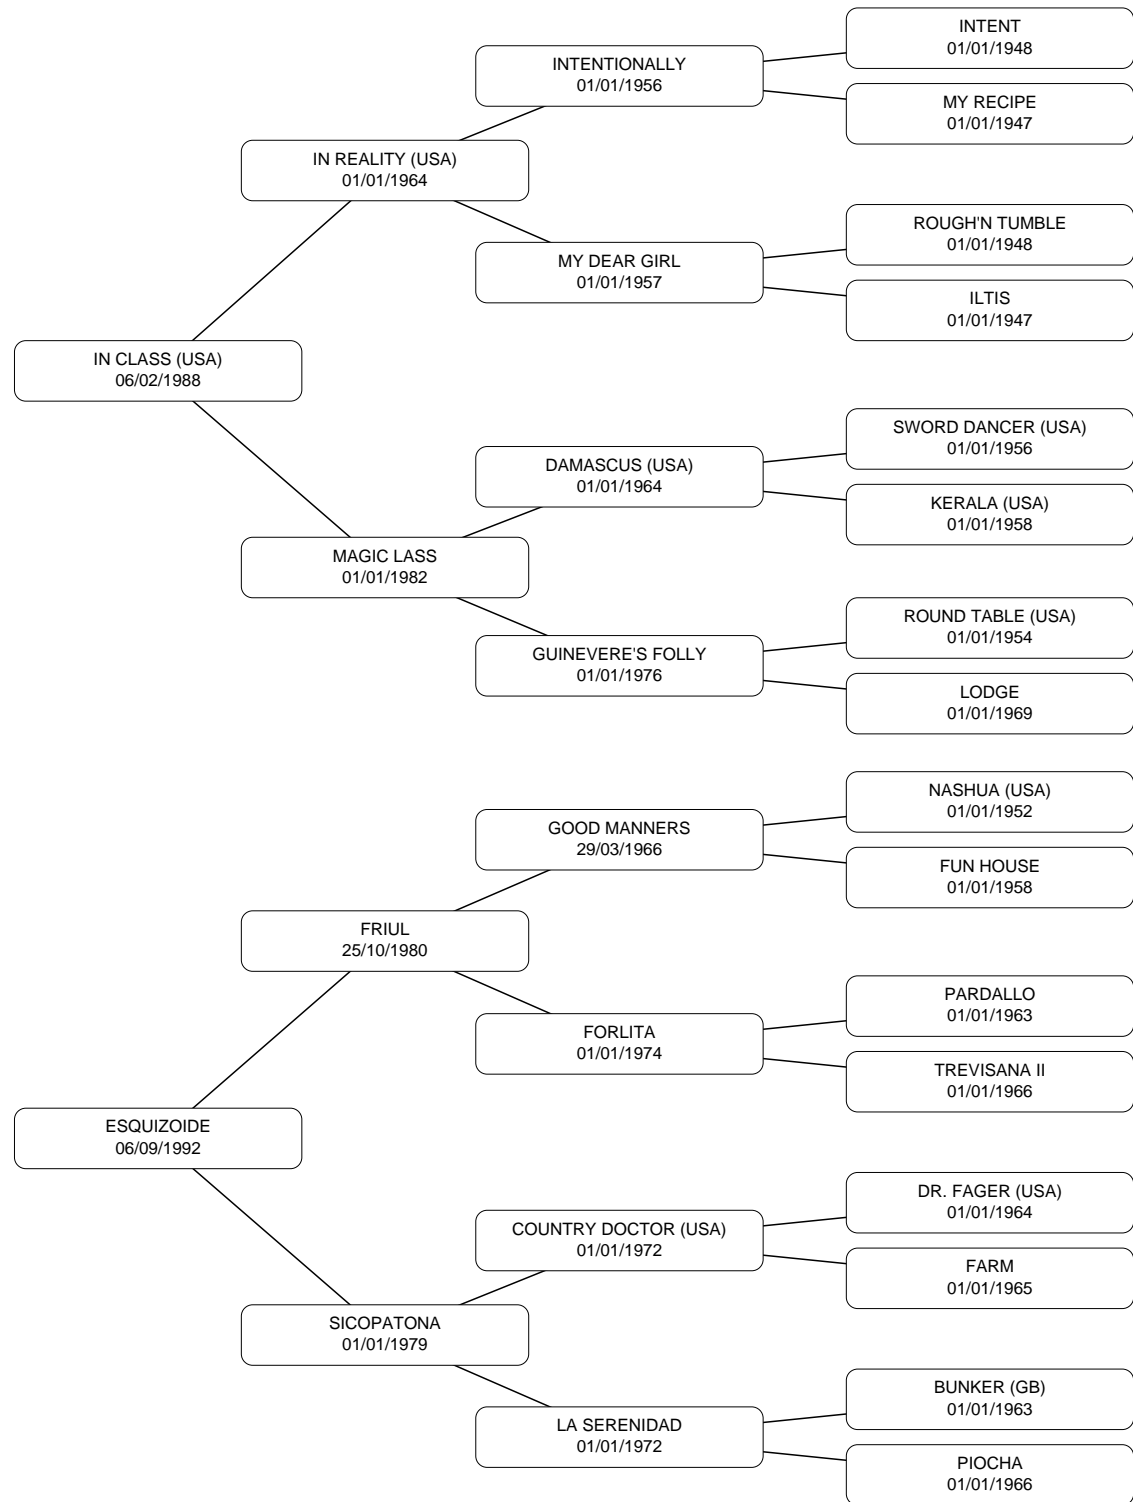 INTENT
01/01/1948
INTENTIONALLY
01/01/1956
MY RECIPE
01/01/1947
IN REALITY (USA)
01/01/1964
ROUGH'N TUMBLE
01/01/1948
MY DEAR GIRL
01/01/1957
ILTIS
01/01/1947
IN CLASS (USA)
06/02/1988
SWORD DANCER (USA)
01/01/1956
DAMASCUS (USA)
01/01/1964
KERALA (USA)
01/01/1958
MAGIC LASS
01/01/1982
ROUND TABLE (USA)
01/01/1954
GUINEVERE'S FOLLY
01/01/1976
LODGE
01/01/1969
NASHUA (USA)
01/01/1952
GOOD MANNERS
29/03/1966
FUN HOUSE
01/01/1958
FRIUL
25/10/1980
PARDALLO
01/01/1963
FORLITA
01/01/1974
TREVISANA II
01/01/1966
ESQUIZOIDE
06/09/1992
DR. FAGER (USA)
01/01/1964
COUNTRY DOCTOR (USA)
01/01/1972
FARM
01/01/1965
SICOPATONA
01/01/1979
BUNKER (GB)
01/01/1963
LA SERENIDAD
01/01/1972
PIOCHA
01/01/1966